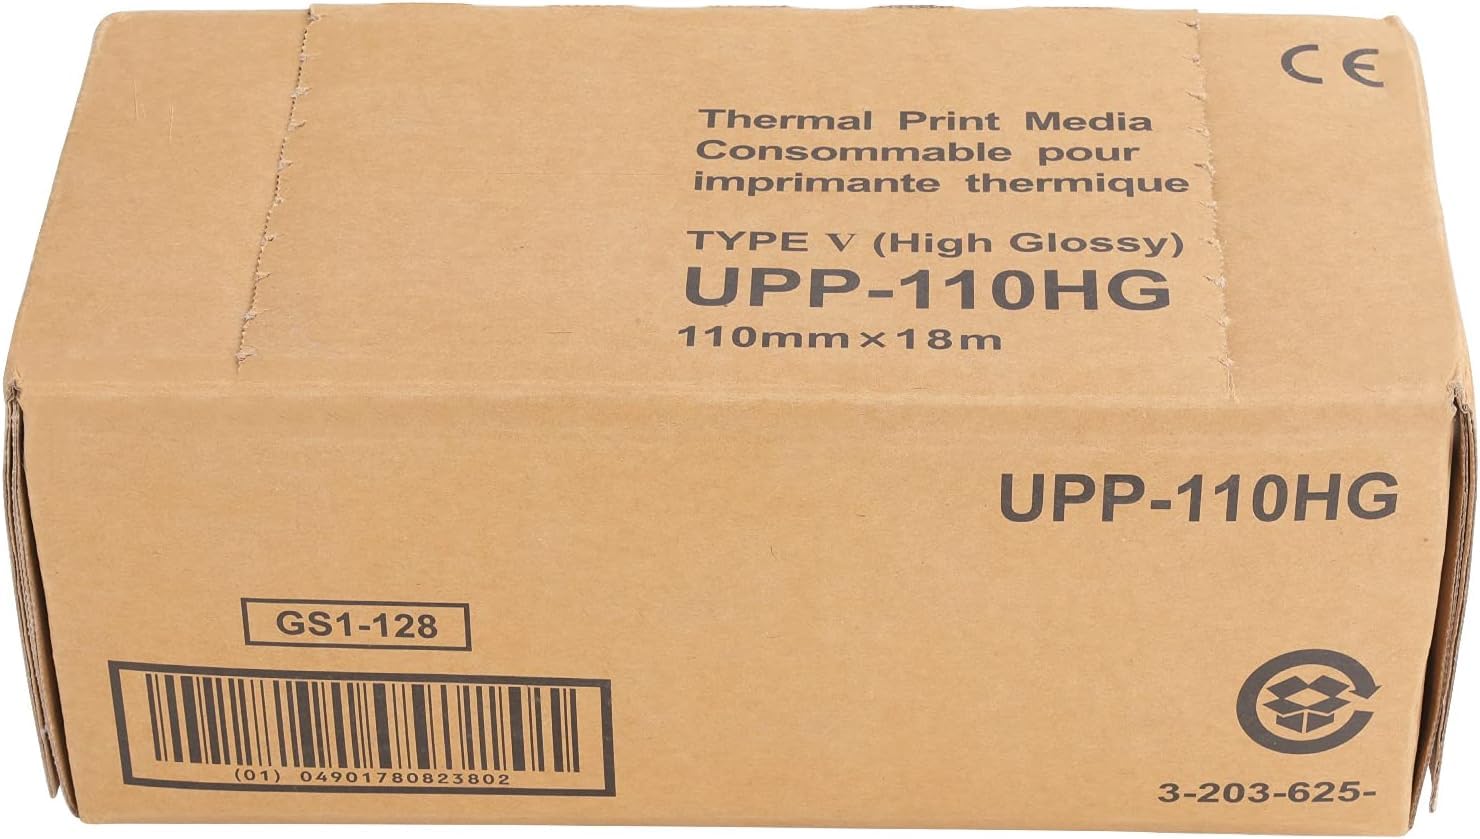 CE
Thermal Print Media
Consommable pour
imprimante thermique
TYPE V (High Glossy)
UPP-110HG
110mm×18m
UPP-110HG
GS1-128
(01) 04901780823802
3-203-625-